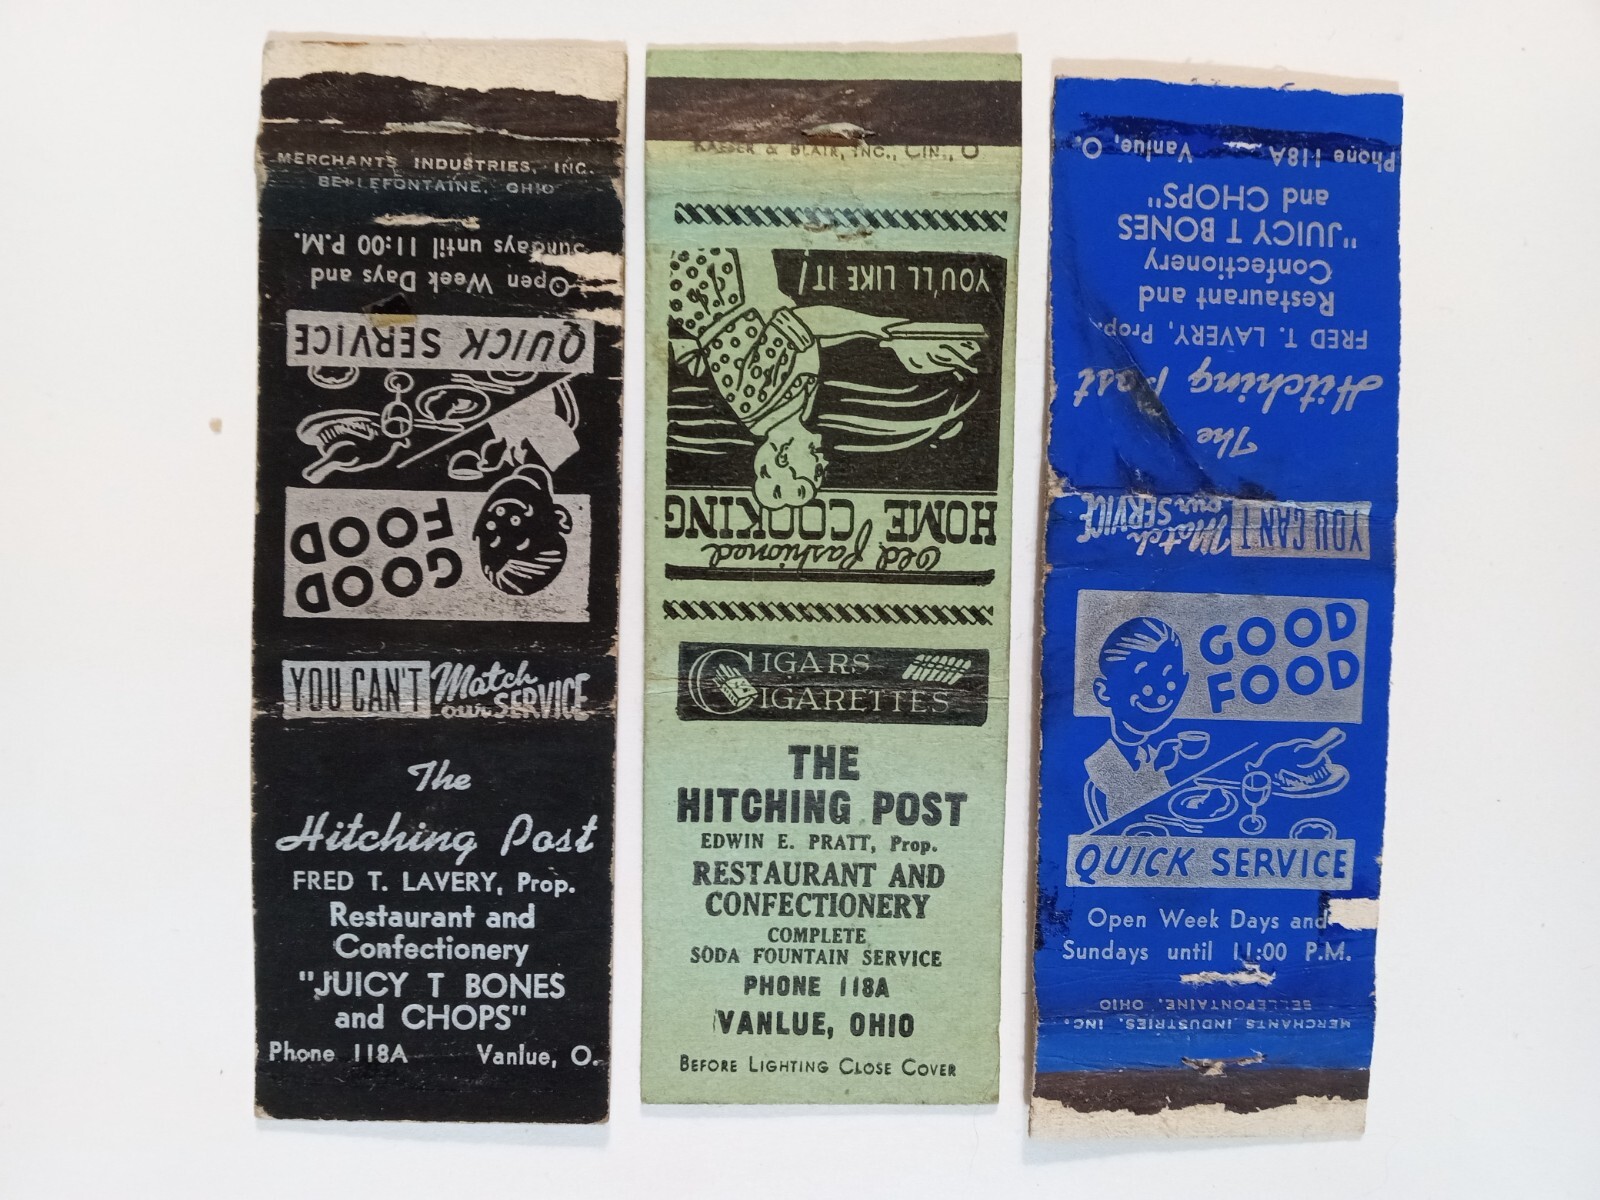 MERCHANTS INDUSTRIES, INC.
BELLEFONTAINE, OHIO
Open Week Days and
Sundays until 11:00 P.M.
QUICK SERVICE
GOOD
FOOD
YOU CAN'T Match
our SERVICE
The
Hitching Post
FRED T. LAVERY, Prop.
Restaurant and
Confectionery
"JUICY T BONES
and CHOPS"
Phone 118A Vanlue, O.
KAESER & BLAIR, INC., CIN., O
Old fashioned
HOME COOKING
YOU'LL LIKE IT!
CIGARS
CIGARETTES
THE
HITCHING POST
EDWIN E. PRATT, Prop.
RESTAURANT AND
CONFECTIONERY
COMPLETE
SODA FOUNTAIN SERVICE
PHONE 118A
VANLUE, OHIO
BEFORE LIGHTING CLOSE COVER
The
Hitching Post
FRED T. LAVERY, Prop.
Restaurant and
Confectionery
"JUICY T BONES
and CHOPS"
Phone 118A Vanlue, O.
YOU CAN'T Match
our SERVICE
GOOD
FOOD
QUICK SERVICE
Open Week Days and
Sundays until 11:00 P.M.
MERCHANTS INDUSTRIES, INC.
BELLEFONTAINE, OHIO